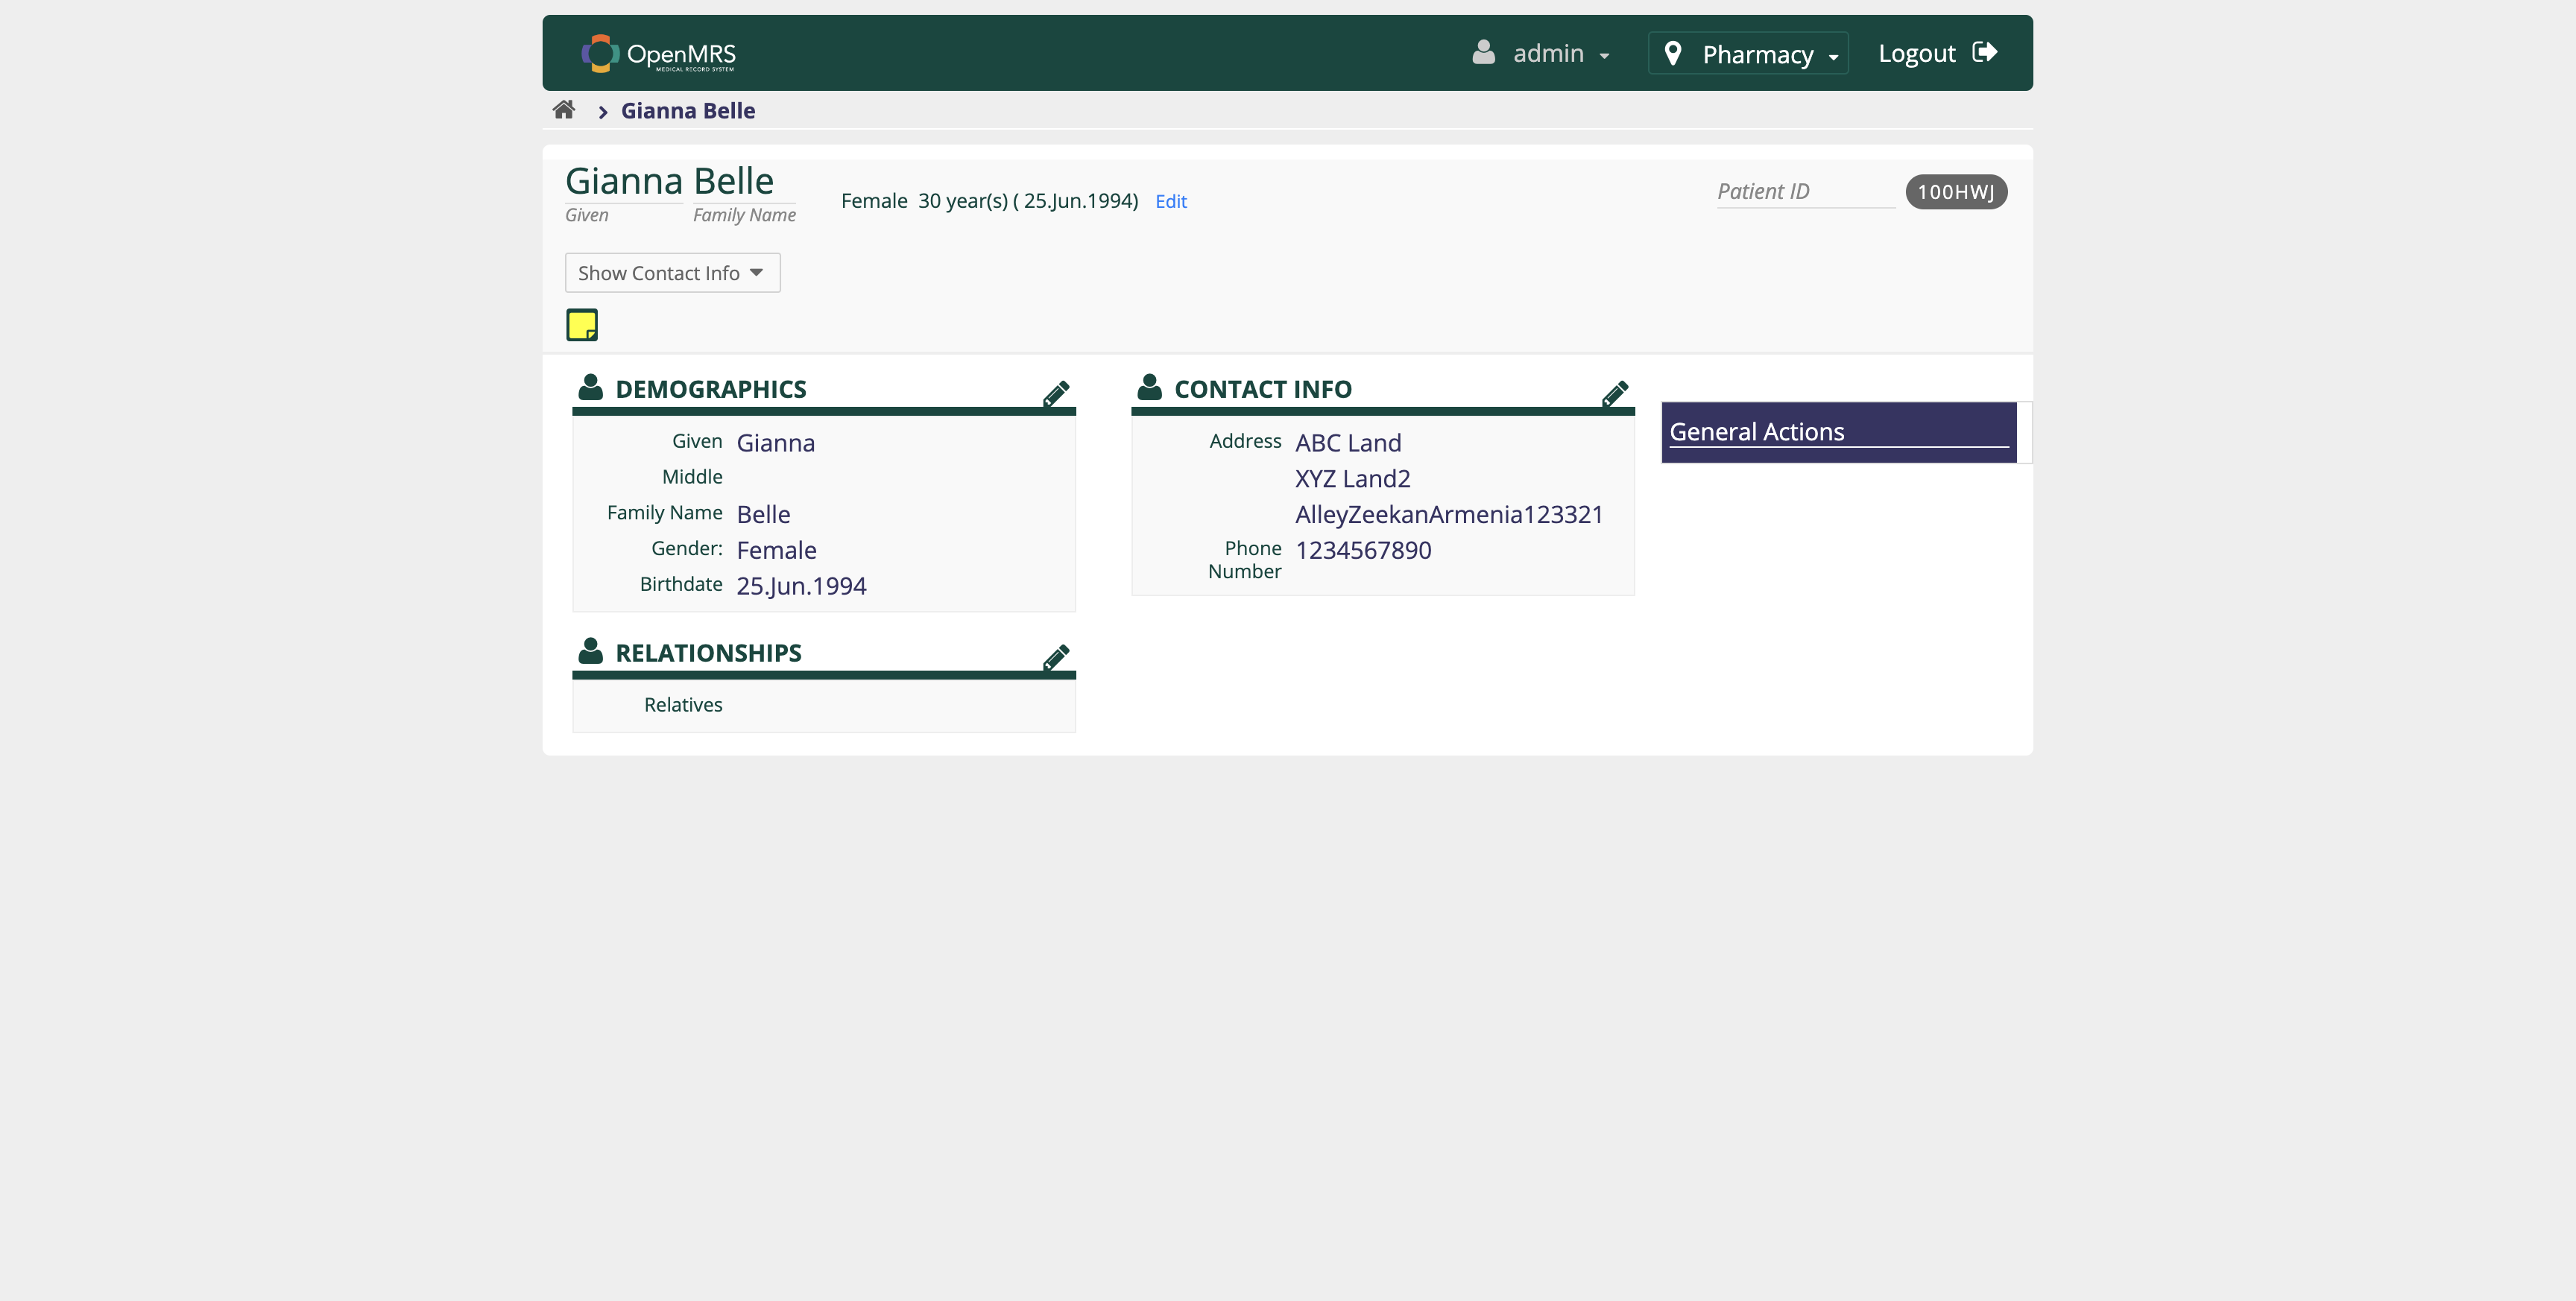 OpenMRS
MEDICAL RECORD SYSTEM
admin
Pharmacy
Logout
Gianna Belle
Gianna Belle
Given Family Name
Female 30 year(s) ( 25.Jun.1994) Edit
Patient ID 100HWJ
Show Contact Info
DEMOGRAPHICS
Given Gianna
Middle
Family Name Belle
Gender: Female
Birthdate 25.Jun.1994
RELATIONSHIPS
Relatives
CONTACT INFO
Address ABC Land
XYZ Land2
AlleyZeekanArmenia123321
Phone 1234567890
Number
General Actions